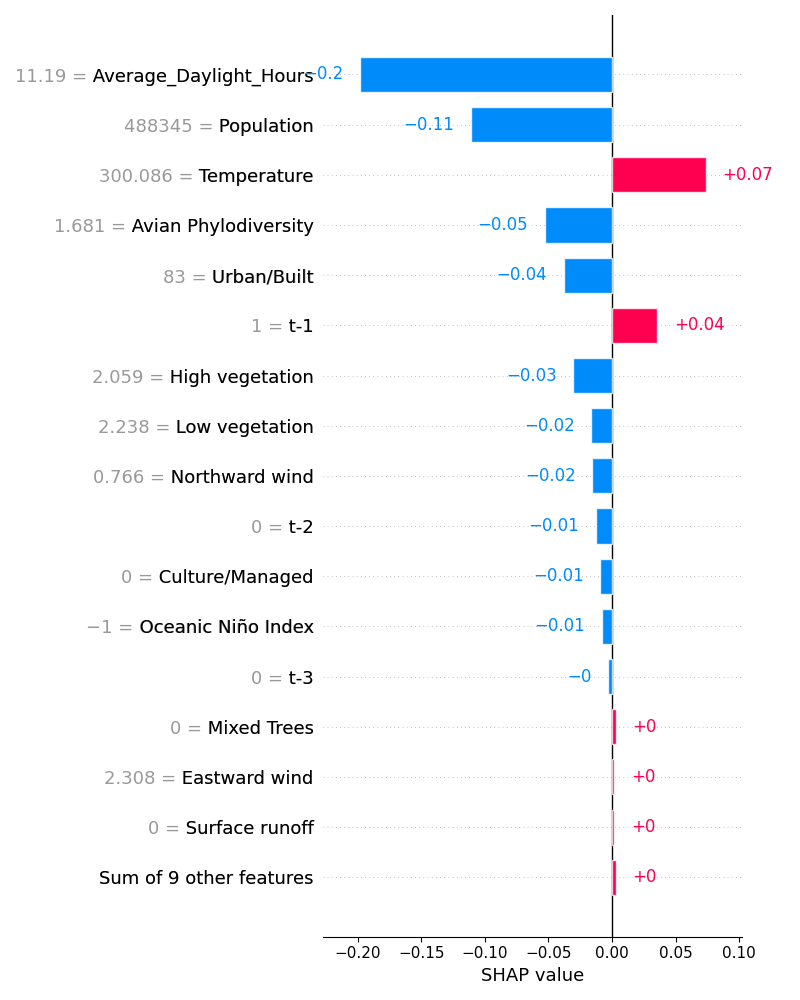 11.19 = Average_Daylight_Hours −0.2
488345 = Population −0.11
300.086 = Temperature +0.07
1.681 = Avian Phylodiversity −0.05
83 = Urban/Built −0.04
1 = t-1 +0.04
2.059 = High vegetation −0.03
2.238 = Low vegetation −0.02
0.766 = Northward wind −0.02
0 = t-2 −0.01
0 = Culture/Managed −0.01
−1 = Oceanic Niño Index −0.01
0 = t-3 −0
0 = Mixed Trees +0
2.308 = Eastward wind +0
0 = Surface runoff +0
Sum of 9 other features +0
−0.20 −0.15 −0.10 −0.05 0.00 0.05 0.10
SHAP value